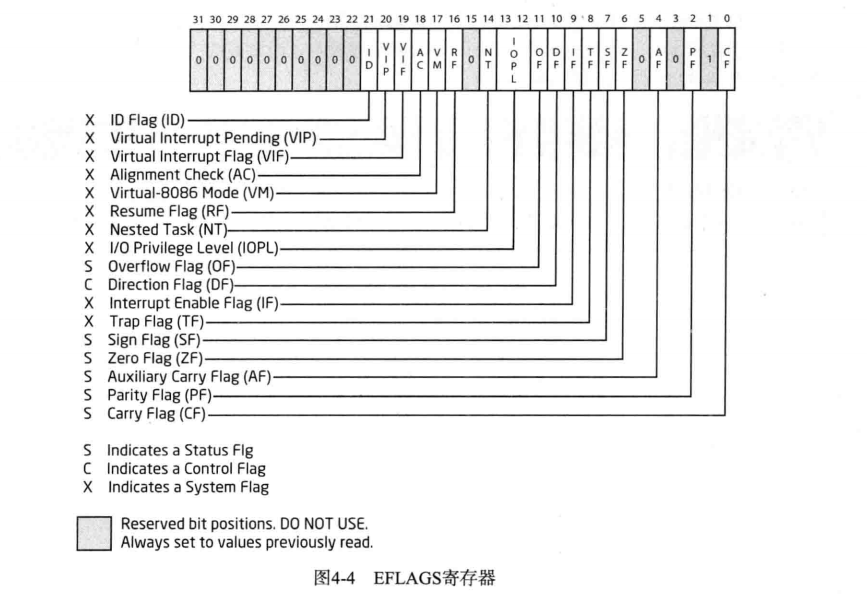 31 30 29 28 27 26 25 24 23 22 21 20 19 18 17 16 15 14 13 12 11 10 9 8 7 6 5 4 3 2 1 0
0 0 0 0 0 0 0 0 0 0 ID VIP VIF AC VM RF 0 NT IOPL OF DF IF TF SF ZF 0 AF 0 PF 1 CF
X ID Flag (ID)
X Virtual Interrupt Pending (VIP)
X Virtual Interrupt Flag (VIF)
X Alignment Check (AC)
X Virtual-8086 Mode (VM)
X Resume Flag (RF)
X Nested Task (NT)
X I/O Privilege Level (IOPL)
S Overflow Flag (OF)
C Direction Flag (DF)
X Interrupt Enable Flag (IF)
X Trap Flag (TF)
S Sign Flag (SF)
S Zero Flag (ZF)
S Auxiliary Carry Flag (AF)
S Parity Flag (PF)
S Carry Flag (CF)
S Indicates a Status Flg
C Indicates a Control Flag
X Indicates a System Flag
Reserved bit positions. DO NOT USE.
Always set to values previously read.
图4-4 EFLAGS寄存器